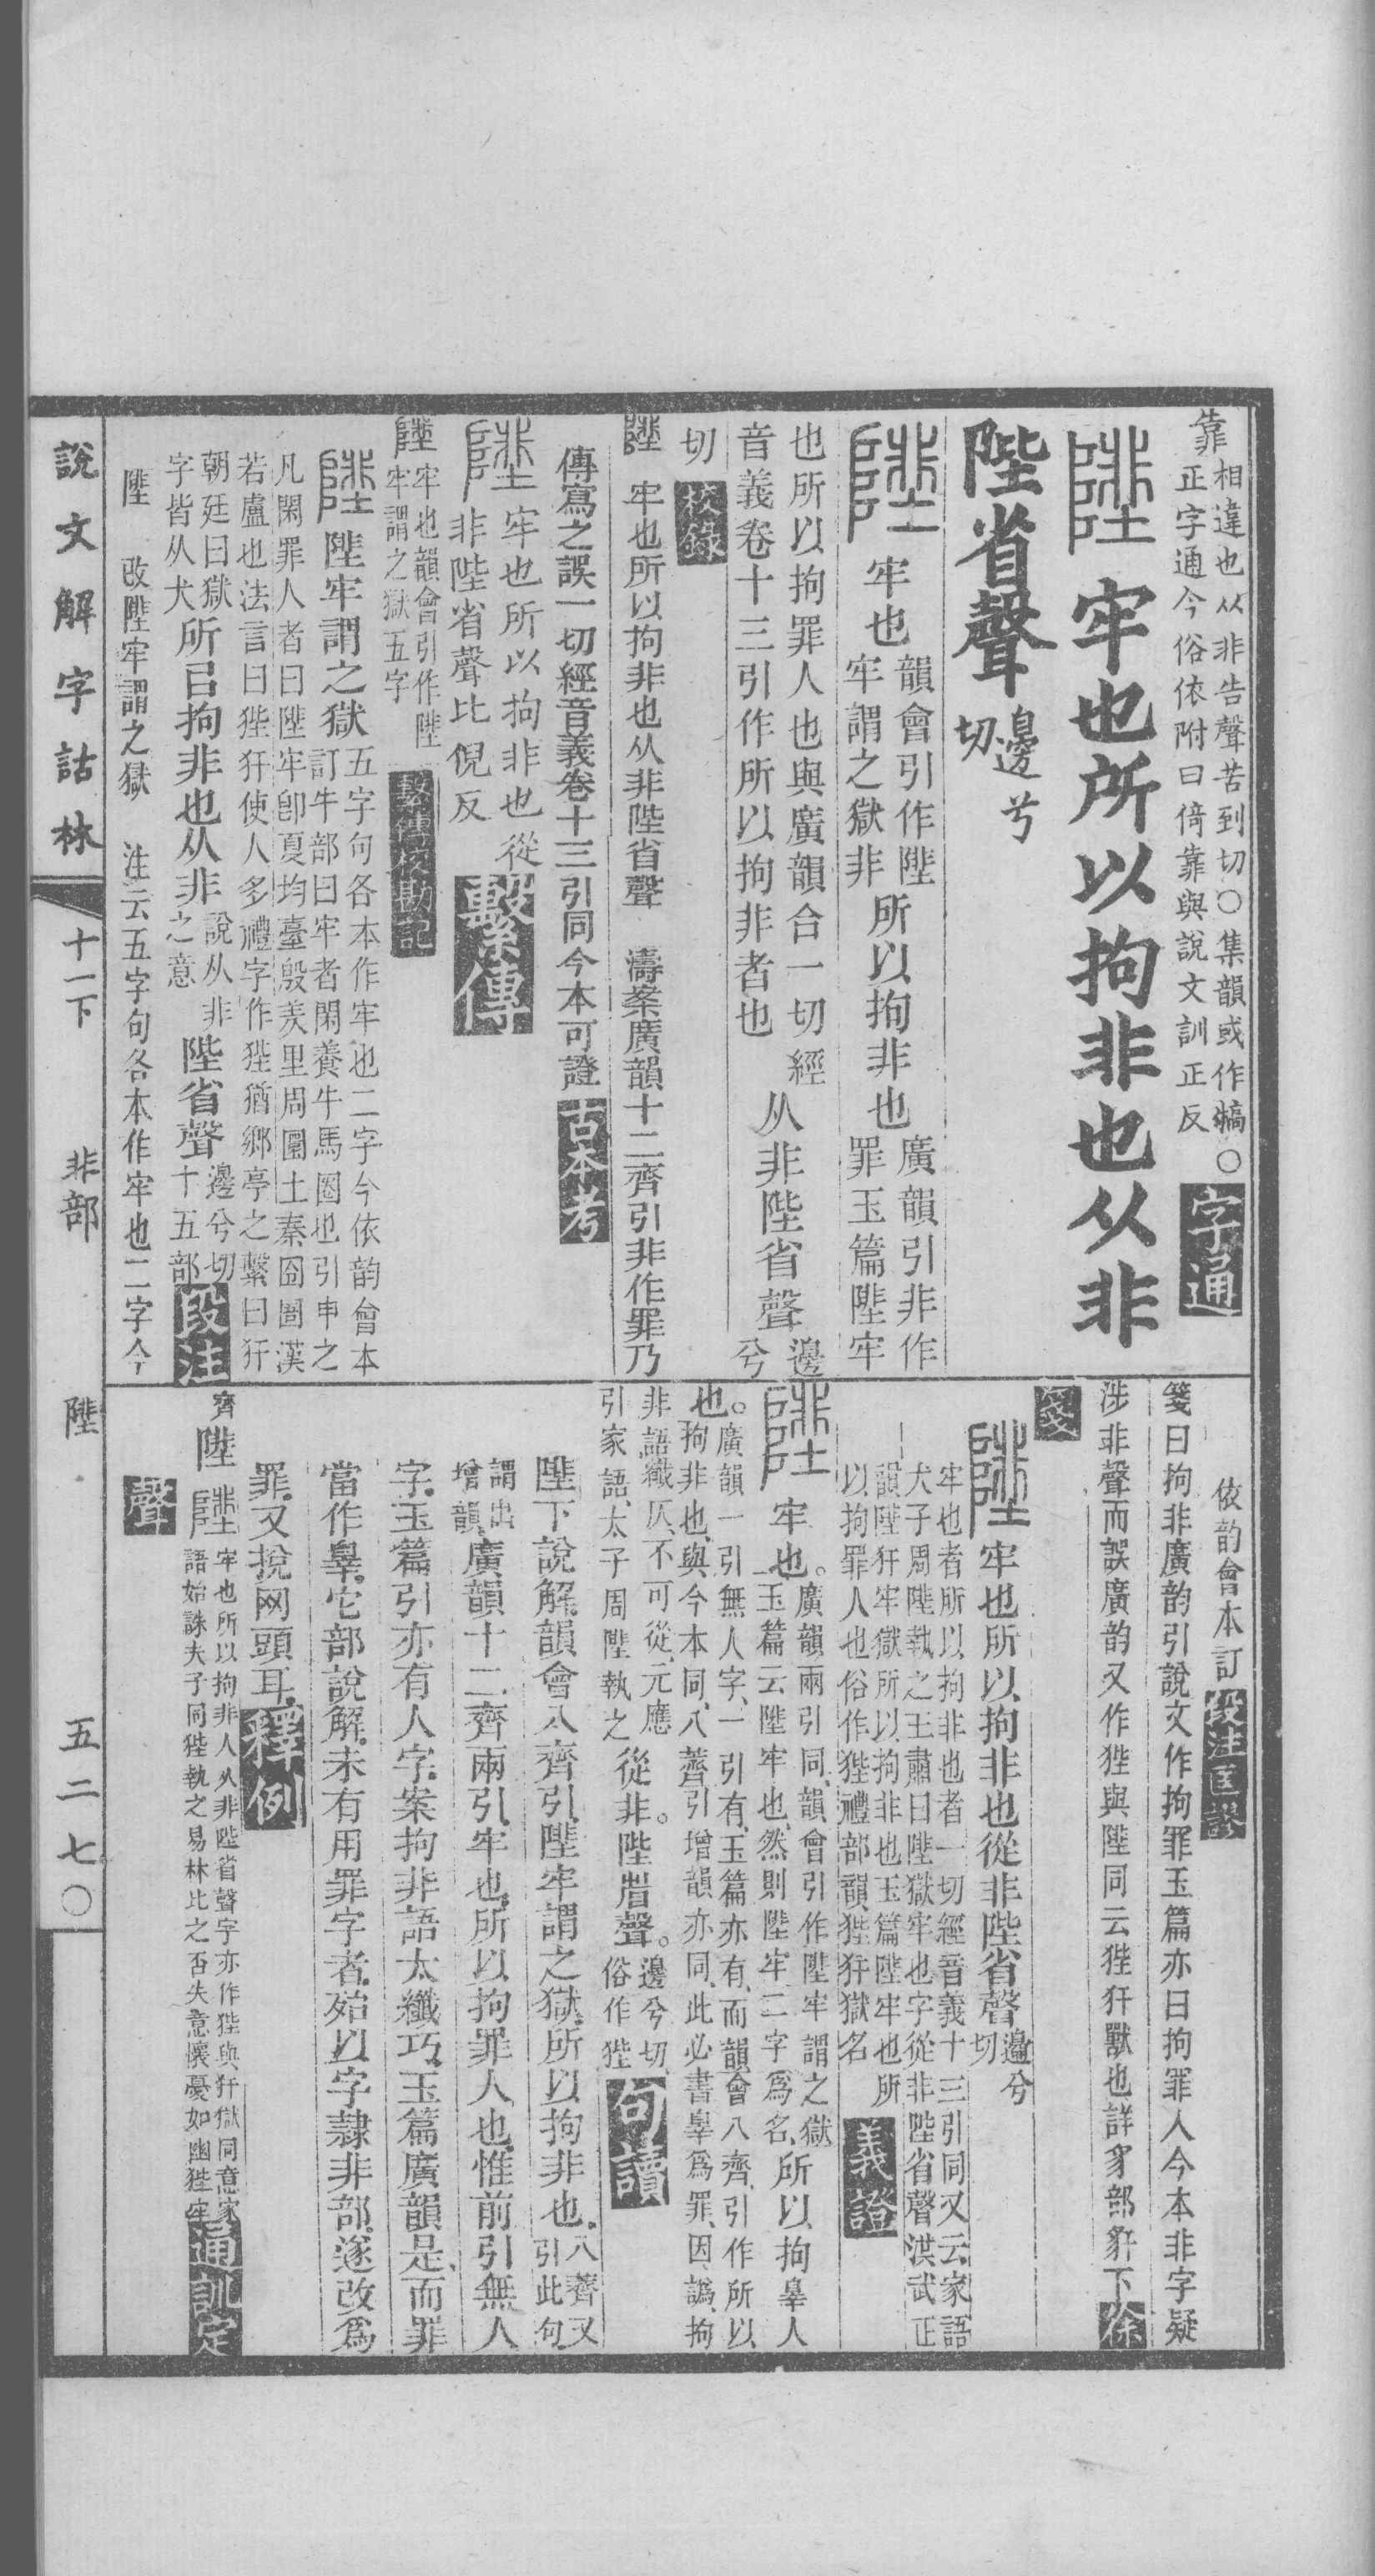 靠 相違也从非告聲苦到切○集韻或作𩋾○
正字通今俗依附曰倚靠與說文訓正反 字通
牢也所以拘非也从非
陛省聲 邊兮
切
牢也 韻會引作陛
牢謂之獄非 所以拘非也 廣韻引非作
罪玉篇陛牢
也所以拘罪人也與廣韻合一切經
音義卷十三引作所以拘非者也 从非陛省聲 邊
兮
切 校錄
牢也所以拘非也从非陛省聲 濤案廣韻十二齊引非作罪乃
傳寫之誤一切經音義卷十三引同今本可證 古本考
牢也所以拘非也從
非陛省聲比倪反 繫傳
牢也韻會引作陛
牢謂之獄五字 繫傳校勘記
陛牢謂之獄 五字句各本作牢也二字今依韵會本
訂牛部曰牢者閑養牛馬圈也引申之
凡閑罪人者曰陛牢卽夏均臺殷羑里周圜土秦囹圄漢
若盧也法言曰狴犴使人多禮字作狴猶鄉亭之繫曰犴
朝廷曰獄
字皆从犬 所㠯拘非也从非 說从非
之意 陛省聲 邊兮切
十五部 段注
陛 改陛牢謂之獄 注云五字句各本作牢也二字今
依韵會本訂 段注匡謬
箋曰拘非廣韵引說文作拘罪玉篇亦曰拘罪人今本非字疑
涉非聲而誤廣韵又作狴與陛同云狴犴獸也詳豸部豻下 徐
箋
牢也所以拘非也從非陛省聲 邊兮
切
牢也者所以拘非也者一切經音義十三引同又云家語
犬子周陛執之王肅曰陛獄牢也字從非陛省聲洪武正
韻陛犴牢獄所以拘非也玉篇陛牢也所
以拘罪人也俗作狴禮部韻狴犴獄名 義證
牢也。 廣韻兩引同、韻會引作陛牢謂之獄
玉篇云陛牢也、然則陛牢二字爲名、 所以拘辠人
也。 廣韻一引無人字、一引有、玉篇亦有、而韻會八齊引作所以
拘非也、與今本同、八薺引增韻亦同、此必書辠爲罪、因譌、拘
非語纖仄、不可從、元應
引家語、太子周陛執之 從非。陛省聲。 邊兮切
俗作狴 句讀
陛下說解、韻會八齊引、陛牢謂之獄、所以拘非也、 八薺又
引此句、
謂出
增韻、 廣韻十二齊兩引、牢也、所以拘罪人也、惟前引無人
字、玉篇引亦有人字、案拘非語太纖巧、玉篇廣韻是、而罪
當作辠、它部說解、未有用罪字者、殆以字隸非部、遂改爲
罪、又挩网頭耳、 釋例
齊 陛 牢也所以拘非人从非陛省聲字亦作狴與犴獄同意家
語始誅夫子同狴執之易林比之否失意懷憂如幽狴牢 通訓定
聲
說文解字詁林
十一下 非部 陛 五二七〇